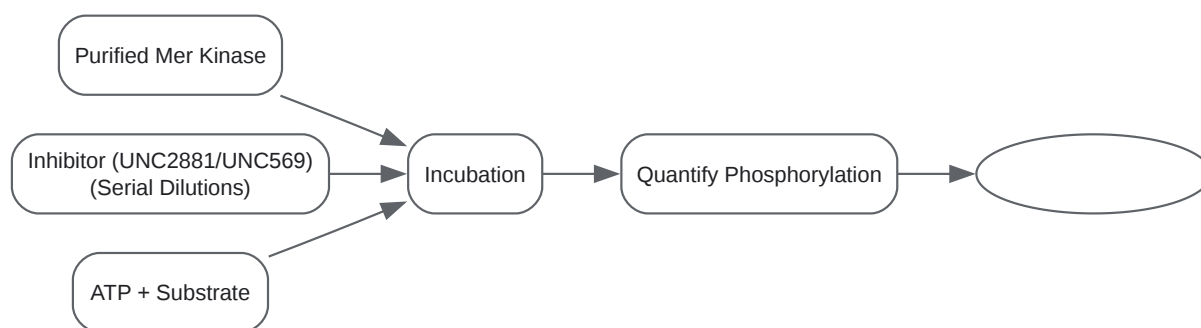 Purified Mer Kinase
Inhibitor (UNC2881/UNC569)
(Serial Dilutions)
ATP + Substrate
Incubation
Quantify Phosphorylation